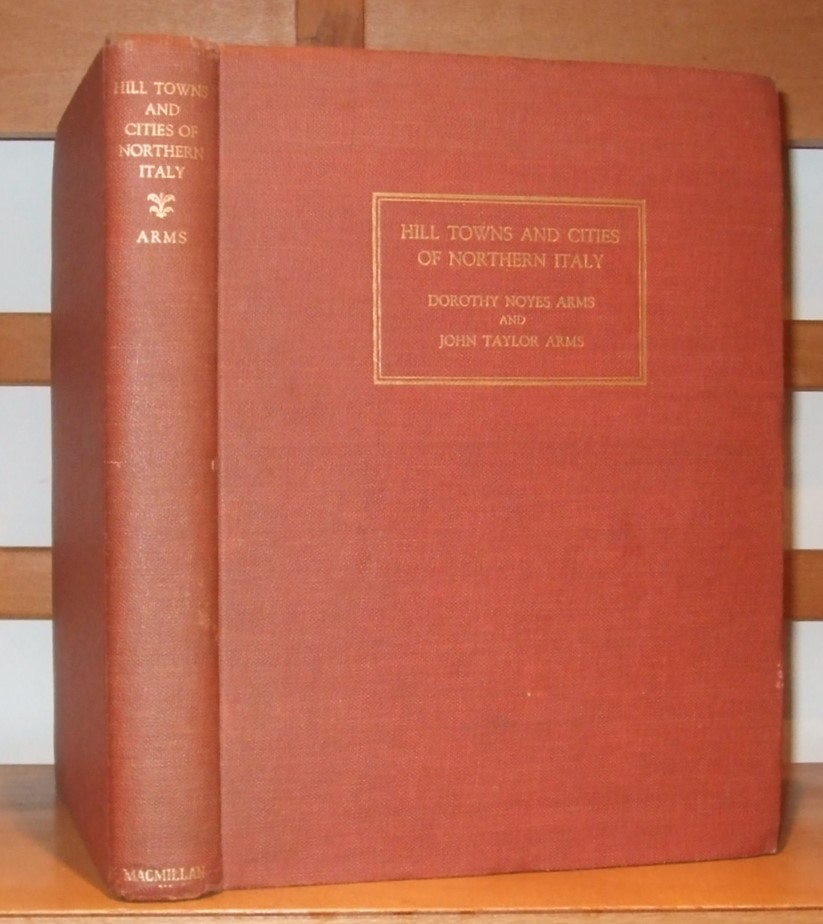 HILL TOWNS
AND
CITIES OF
NORTHERN
ITALY
ARMS
MACMILLAN
HILL TOWNS AND CITIES
OF NORTHERN ITALY
DOROTHY NOYES ARMS
AND
JOHN TAYLOR ARMS